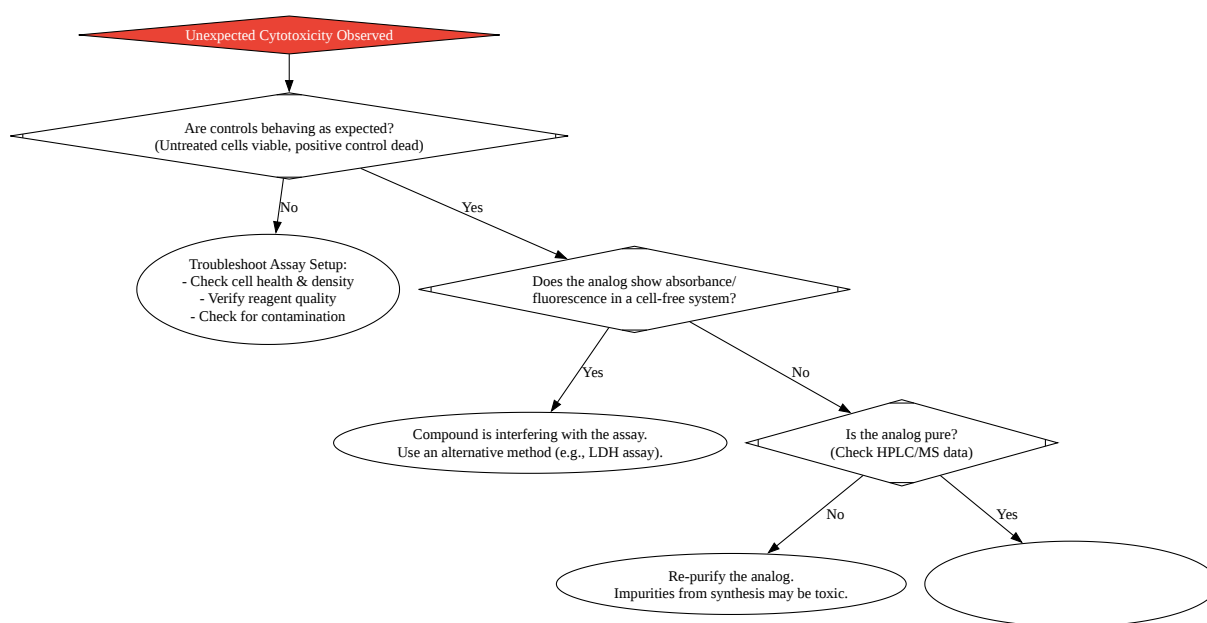 Unexpected Cytotoxicity Observed
Are controls behaving as expected?
(Untreated cells viable, positive control dead)
No
Yes
Troubleshoot Assay Setup:
- Check cell health & density
- Verify reagent quality
- Check for contamination
Does the analog show absorbance/
fluorescence in a cell-free system?
Yes
No
Compound is interfering with the assay.
Use an alternative method (e.g., LDH assay).
Is the analog pure?
(Check HPLC/MS data)
No
Yes
Re-purify the analog.
Impurities from synthesis may be toxic.